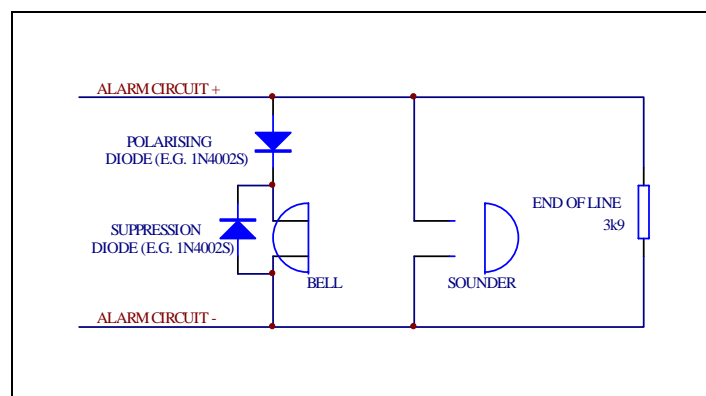 ALARM CIRCUIT +
POLARISING
DIODE (E.G. 1N4002S)
SUPPRESSION
DIODE (E.G. 1N4002S)
BELL
SOUNDER
END OF LINE
3k9
ALARM CIRCUIT -